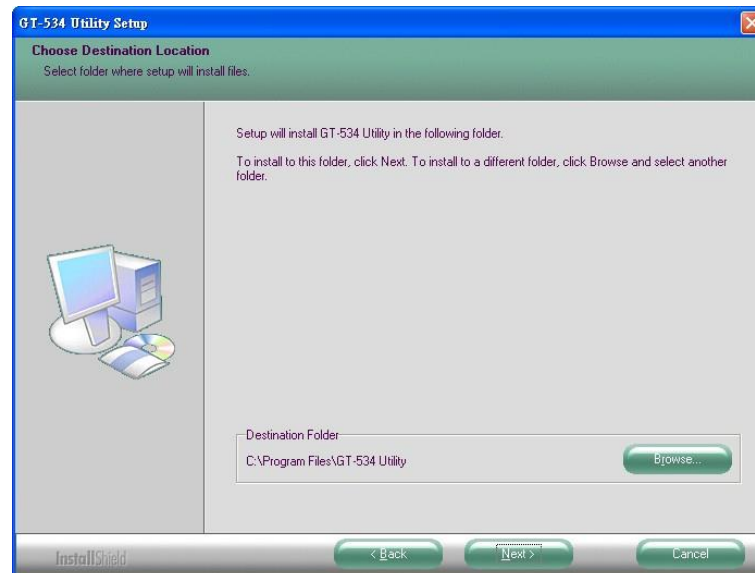 GT-534 Utility Setup
Choose Destination Location
Select folder where setup will install files.
Setup will install GT-534 Utility in the following folder.
To install to this folder, click Next. To install to a different folder, click Browse and select another
folder.
Destination Folder
C:\Program Files\GT-534 Utility
Browse...
InstallShield
< Back
Next >
Cancel